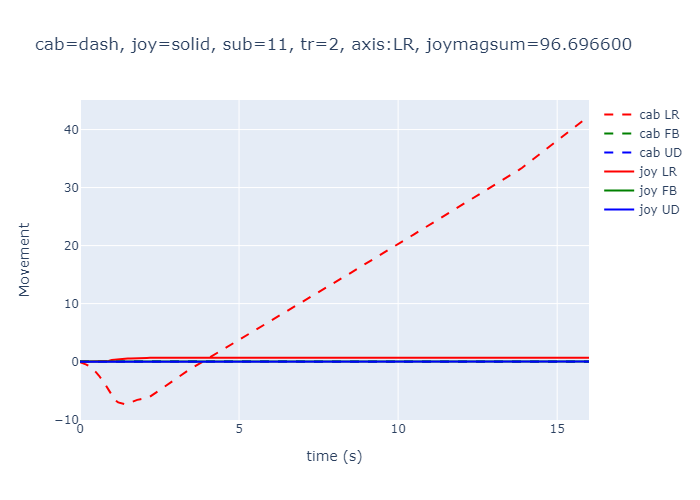 cab=dash, joy=solid, sub=11, tr=2, axis:LR, joymagsum=96.696600
cab LR
cab FB
cab UD
joy LR
joy FB
joy UD
Movement
40
30
20
10
0
−10
0
5
10
15
time (s)